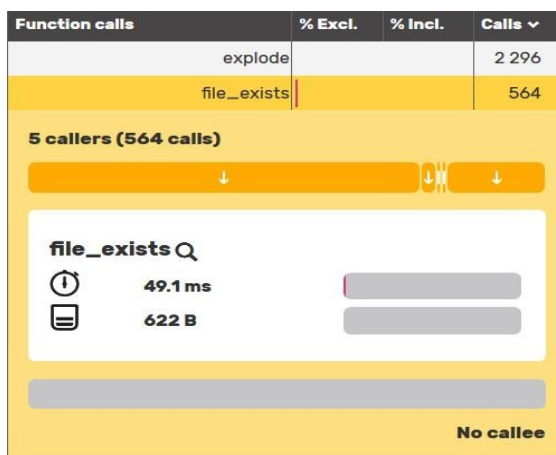 Function calls % Excl. % Incl. Calls
explode 2 296
file_exists 564
5 callers (564 calls)
file_exists
49.1 ms
622 B
No callee